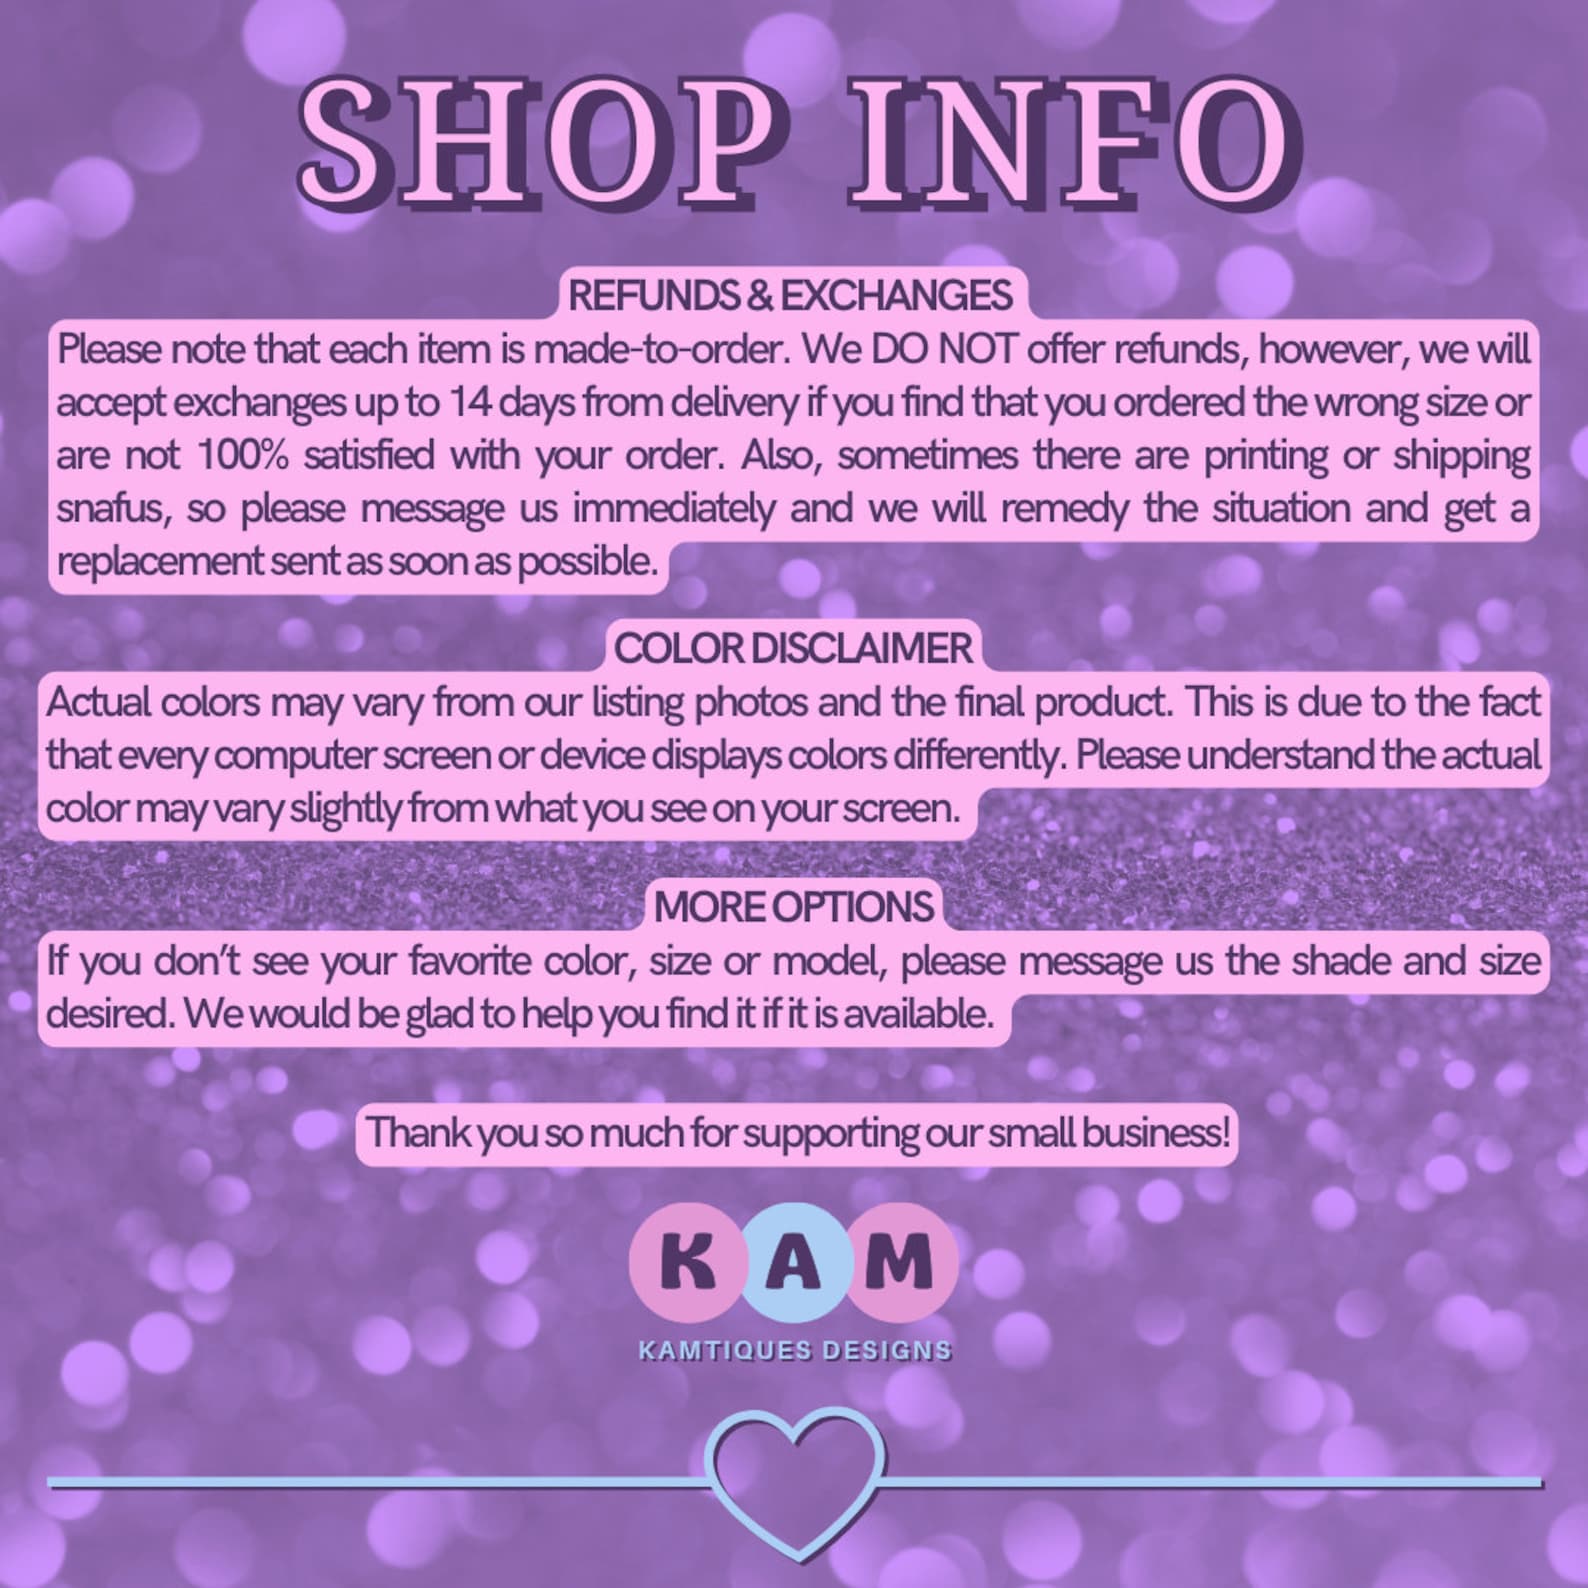 SHOP INFO
REFUNDS & EXCHANGES
Please note that each item is made-to-order. We DO NOT offer refunds, however, we will
accept exchanges up to 14 days from delivery if you find that you ordered the wrong size or
are not 100% satisfied with your order. Also, sometimes there are printing or shipping
snafus, so please message us immediately and we will remedy the situation and get a
replacement sent as soon as possible.
COLOR DISCLAIMER
Actual colors may vary from our listing photos and the final product. This is due to the fact
that every computer screen or device displays colors differently. Please understand the actual
color may vary slightly from what you see on your screen.
MORE OPTIONS
If you don’t see your favorite color, size or model, please message us the shade and size
desired. We would be glad to help you find it if it is available.
Thank you so much for supporting our small business!
KAM
KAMTIQUES DESIGNS